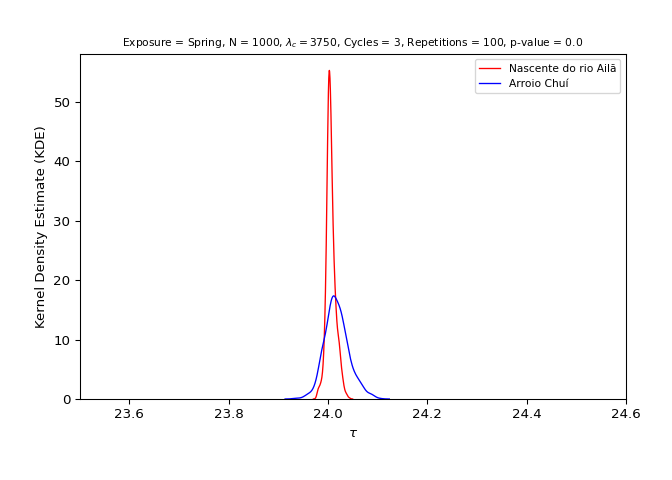 Exposure = Spring, N = 1000, λc = 3750, Cycles = 3, Repetitions = 100, p-value = 0.0
Nascente do rio Ailã
Arroio Chuí
Kernel Density Estimate (KDE)
50
40
30
20
10
0
23.6 23.8 24.0 24.2 24.4 24.6
τ